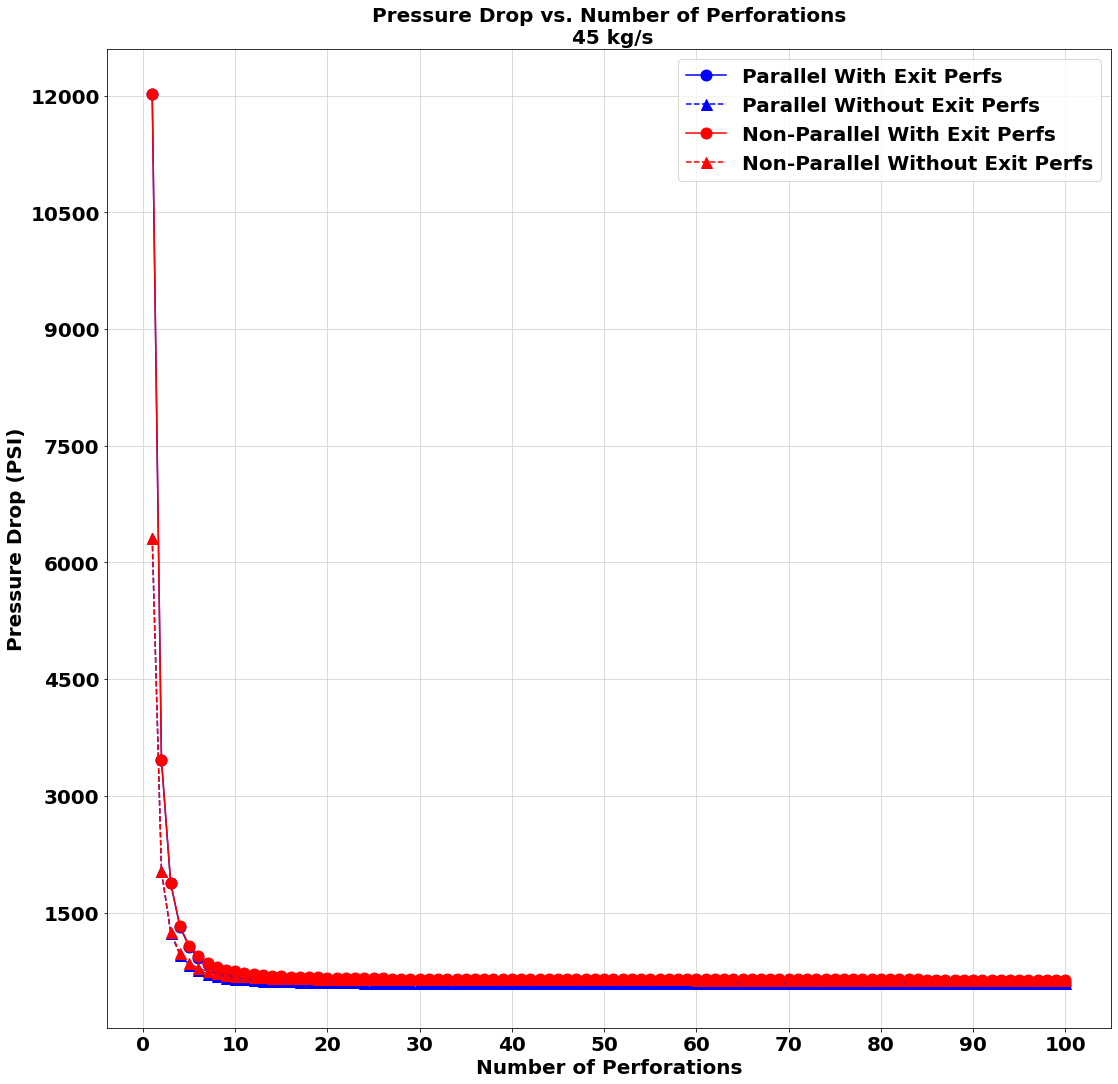 Pressure Drop vs. Number of Perforations
45 kg/s
Parallel With Exit Perfs
Parallel Without Exit Perfs
Non-Parallel With Exit Perfs
Non-Parallel Without Exit Perfs
12000
10500
9000
7500
6000
4500
3000
1500
Pressure Drop (PSI)
0 10 20 30 40 50 60 70 80 90 100
Number of Perforations